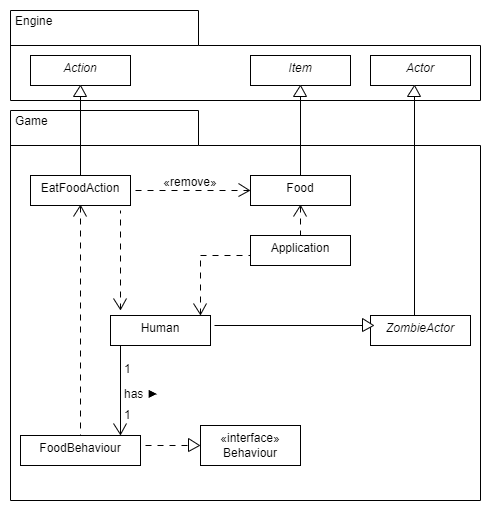 Engine
Action
Item
Actor
Game
EatFoodAction
«remove»
Food
Application
Human
ZombieActor
1
has ►
1
FoodBehaviour
«interface»
Behaviour